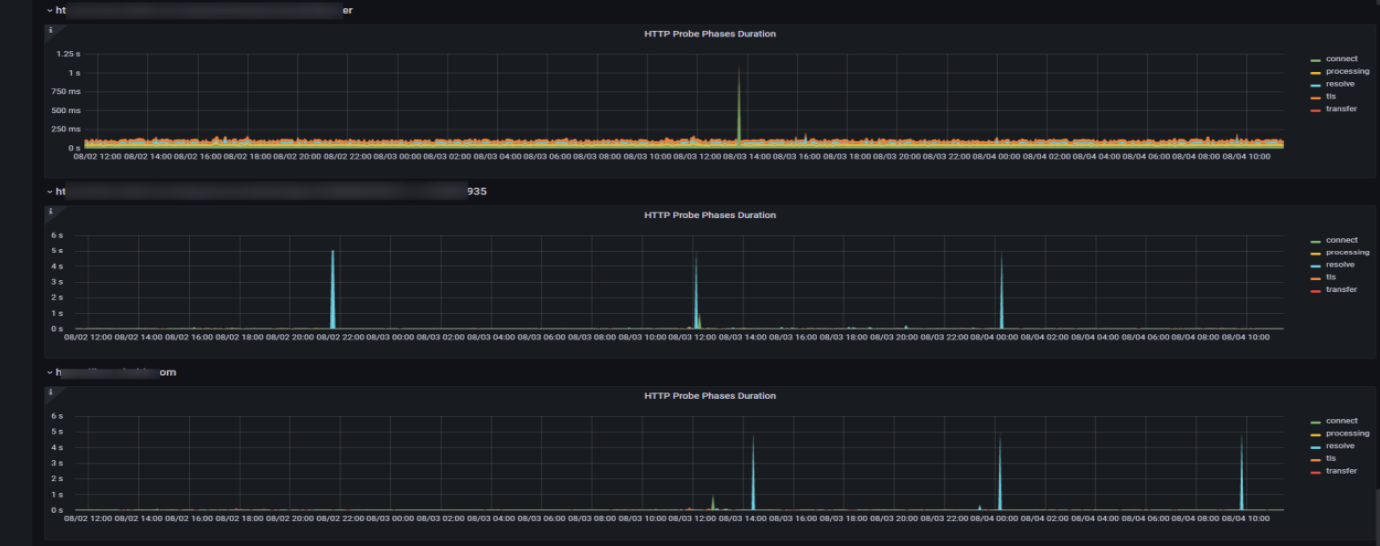 ht er
i
HTTP Probe Phases Duration
1.25 s
1 s
750 ms
500 ms
250 ms
0 s
08/02 12:00 08/02 14:00 08/02 16:00 08/02 18:00 08/02 20:00 08/02 22:00 08/03 00:00 08/03 02:00 08/03 04:00 08/03 06:00 08/03 08:00 08/03 10:00 08/03 12:00 08/03 14:00 08/03 16:00 08/03 18:00 08/03 20:00 08/03 22:00 08/04 00:00 08/04 02:00 08/04 04:00 08/04 06:00 08/04 08:00 08/04 10:00
connect
processing
resolve
tls
transfer
ht 935
i
HTTP Probe Phases Duration
6 s
5 s
4 s
3 s
2 s
1 s
0 s
08/02 12:00 08/02 14:00 08/02 16:00 08/02 18:00 08/02 20:00 08/02 22:00 08/03 00:00 08/03 02:00 08/03 04:00 08/03 06:00 08/03 08:00 08/03 10:00 08/03 12:00 08/03 14:00 08/03 16:00 08/03 18:00 08/03 20:00 08/03 22:00 08/04 00:00 08/04 02:00 08/04 04:00 08/04 06:00 08/04 08:00 08/04 10:00
connect
processing
resolve
tls
transfer
h om
i
HTTP Probe Phases Duration
6 s
5 s
4 s
3 s
2 s
1 s
0 s
08/02 12:00 08/02 14:00 08/02 16:00 08/02 18:00 08/02 20:00 08/02 22:00 08/03 00:00 08/03 02:00 08/03 04:00 08/03 06:00 08/03 08:00 08/03 10:00 08/03 12:00 08/03 14:00 08/03 16:00 08/03 18:00 08/03 20:00 08/03 22:00 08/04 00:00 08/04 02:00 08/04 04:00 08/04 06:00 08/04 08:00 08/04 10:00
connect
processing
resolve
tls
transfer